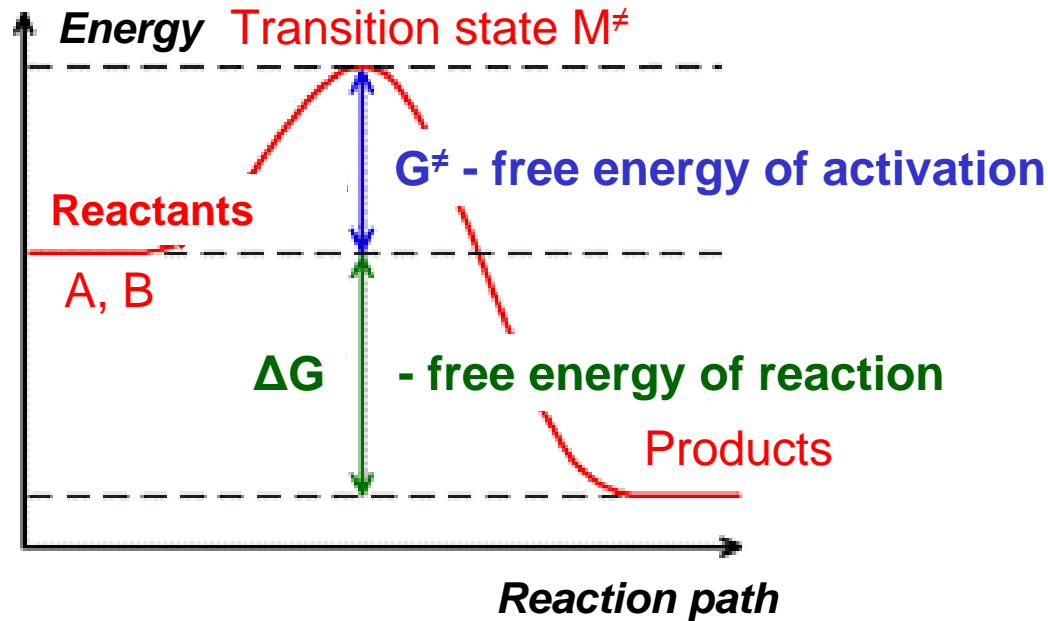 Energy Transition state M≠
G≠ - free energy of activation
Reactants
A, B
ΔG - free energy of reaction
Products
Reaction path